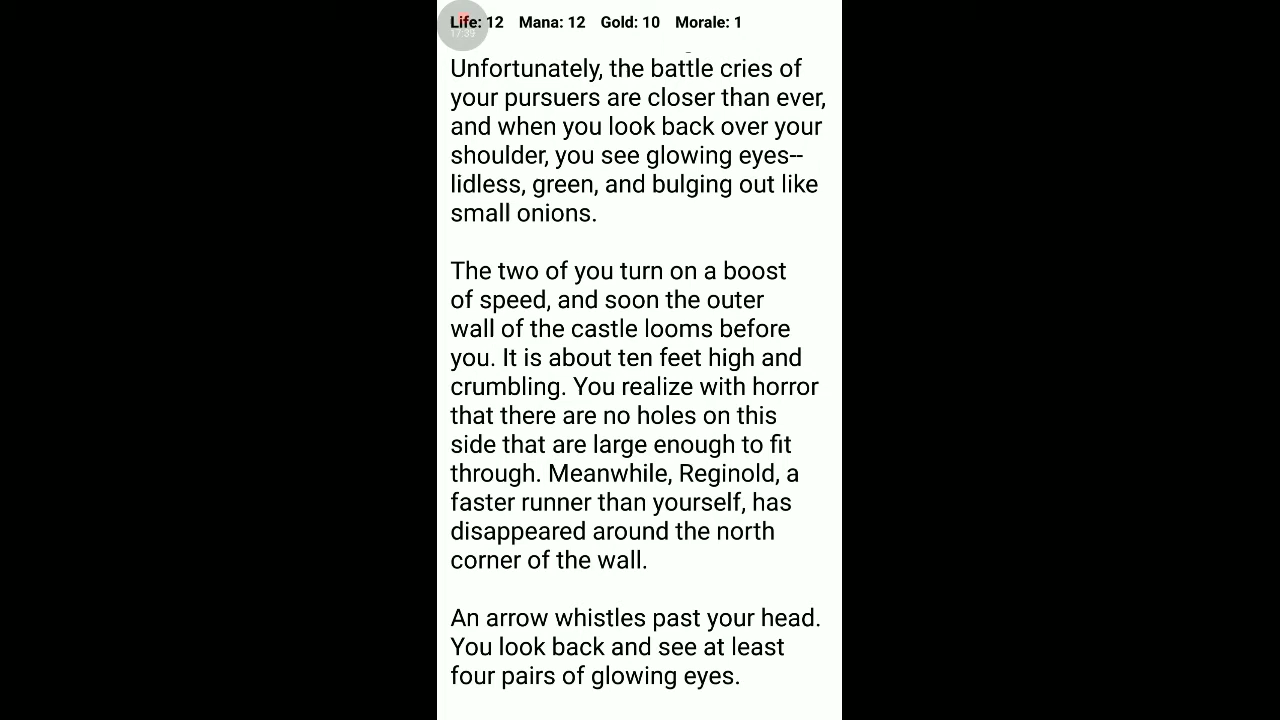 Life: 12 Mana: 12 Gold: 10 Morale: 1
17:39
Unfortunately, the battle cries of
your pursuers are closer than ever,
and when you look back over your
shoulder, you see glowing eyes--
lidless, green, and bulging out like
small onions.
The two of you turn on a boost
of speed, and soon the outer
wall of the castle looms before
you. It is about ten feet high and
crumbling. You realize with horror
that there are no holes on this
side that are large enough to fit
through. Meanwhile, Reginold, a
faster runner than yourself, has
disappeared around the north
corner of the wall.
An arrow whistles past your head.
You look back and see at least
four pairs of glowing eyes.